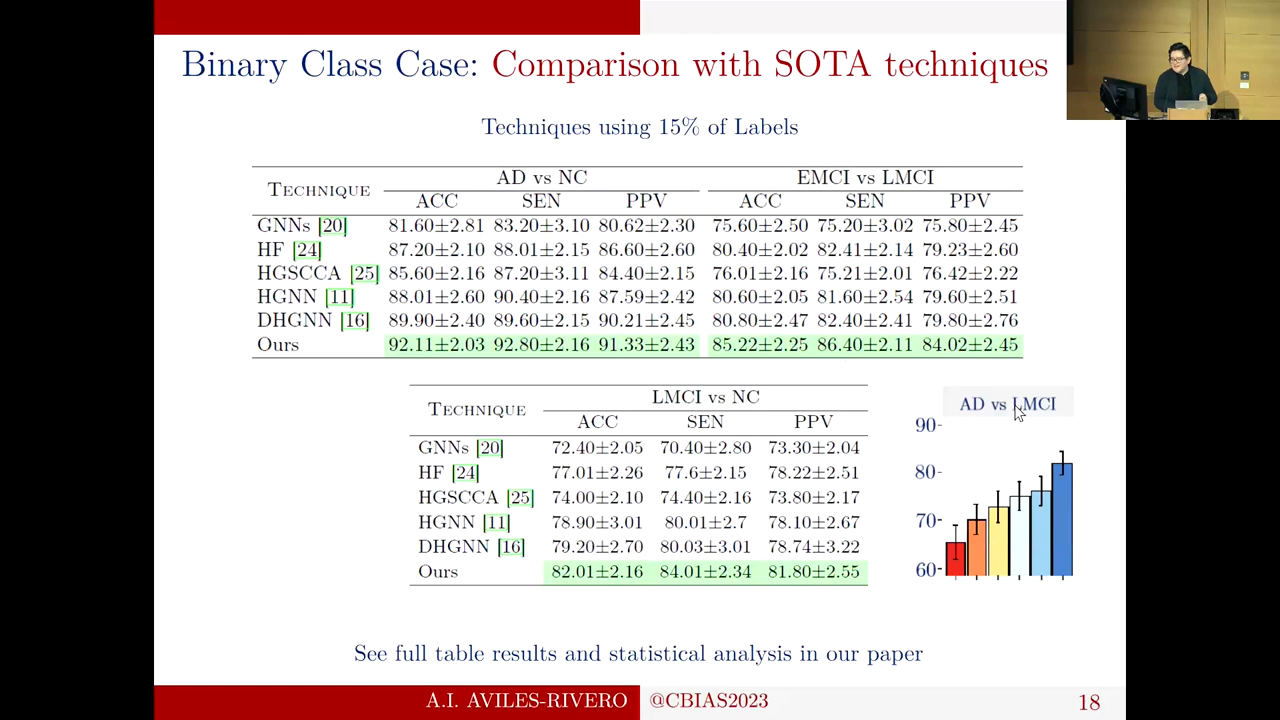 Binary Class Case: Comparison with SOTA techniques
Techniques using 15% of Labels
TECHNIQUE AD vs NC EMCI vs LMCI
ACC SEN PPV ACC SEN PPV
GNNs [20] 81.60±2.81 83.20±3.10 80.62±2.30 75.60±2.50 75.20±3.02 75.80±2.45
HF [24] 87.20±2.10 88.01±2.15 86.60±2.60 80.40±2.02 82.41±2.14 79.23±2.60
HGSCCA [25] 85.60±2.16 87.20±3.11 84.40±2.15 76.01±2.16 75.21±2.01 76.42±2.22
HGNN [11] 88.01±2.60 90.40±2.16 87.59±2.42 80.60±2.05 81.60±2.54 79.60±2.51
DHGNN [16] 89.90±2.40 89.60±2.15 90.21±2.45 80.80±2.47 82.40±2.41 79.80±2.76
Ours 92.11±2.03 92.80±2.16 91.33±2.43 85.22±2.25 86.40±2.11 84.02±2.45
TECHNIQUE LMCI vs NC
ACC SEN PPV
GNNs [20] 72.40±2.05 70.40±2.80 73.30±2.04
HF [24] 77.01±2.26 77.6±2.15 78.22±2.51
HGSCCA [25] 74.00±2.10 74.40±2.16 73.80±2.17
HGNN [11] 78.90±3.01 80.01±2.7 78.10±2.67
DHGNN [16] 79.20±2.70 80.03±3.01 78.74±3.22
Ours 82.01±2.16 84.01±2.34 81.80±2.55
AD vs LMCI
90
80
70
60
See full table results and statistical analysis in our paper
A.I. AVILES-RIVERO @CBIAS2023 18